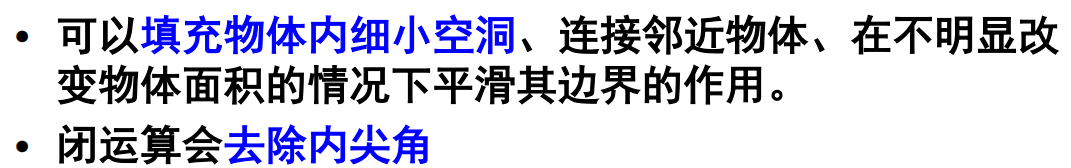 • 可以填充物体内细小空洞、连接邻近物体、在不明显改
变物体面积的情况下平滑其边界的作用。
• 闭运算会去除内尖角